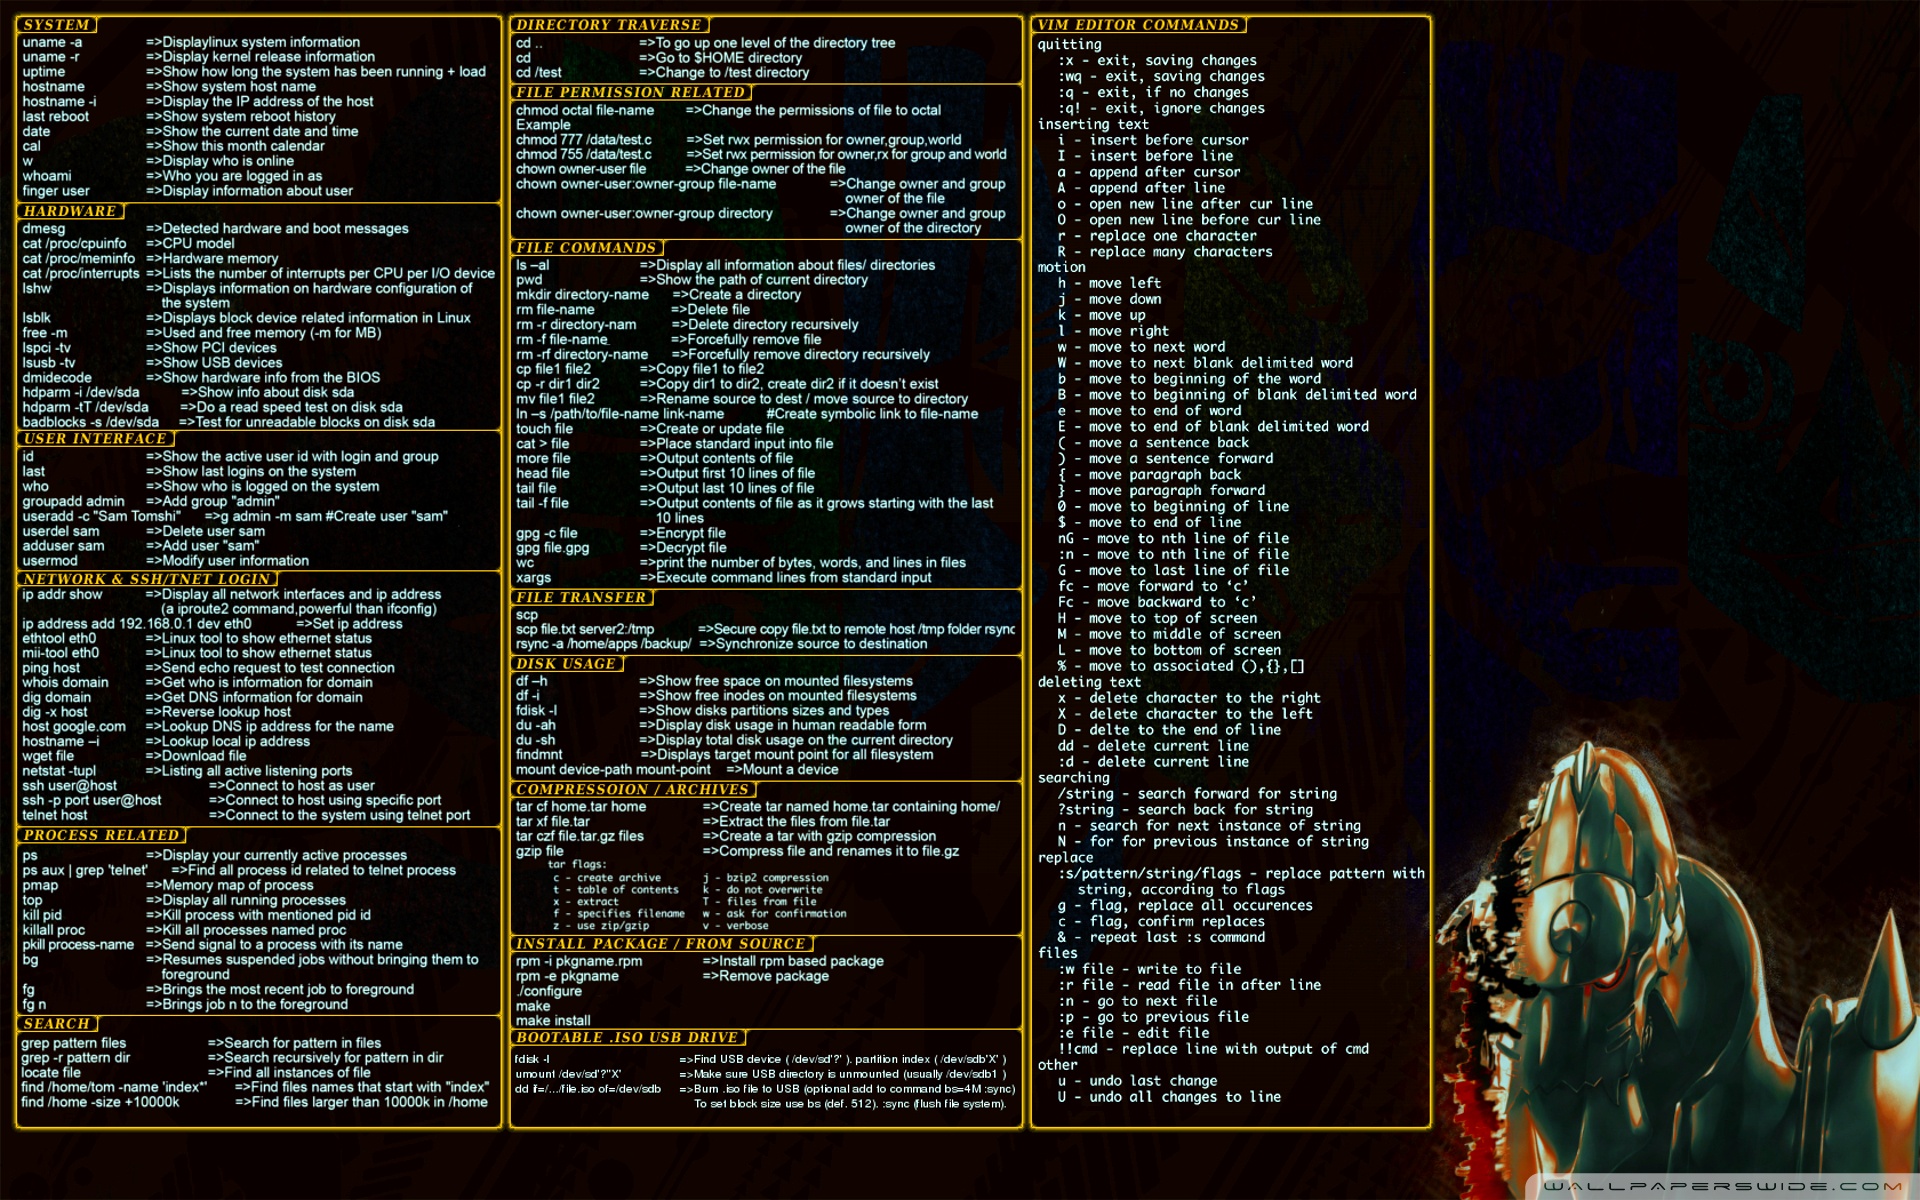 SYSTEM
uname -a =>Displaylinux system information
uname -r =>Display kernel release information
uptime =>Show how long the system has been running + load
hostname =>Show system host name
hostname -i =>Display the IP address of the host
last reboot =>Show system reboot history
date =>Show the current date and time
cal =>Show this month calendar
w =>Display who is online
whoami =>Who you are logged in as
finger user =>Display information about user
HARDWARE
dmesg =>Detected hardware and boot messages
cat /proc/cpuinfo =>CPU model
cat /proc/meminfo =>Hardware memory
cat /proc/interrupts =>Lists the number of interrupts per CPU per I/O device
lshw =>Displays information on hardware configuration of
the system
lsblk =>Displays block device related information in Linux
free -m =>Used and free memory (-m for MB)
lspci -tv =>Show PCI devices
lsusb -tv =>Show USB devices
dmidecode =>Show hardware info from the BIOS
hdparm -i /dev/sda =>Show info about disk sda
hdparm -tT /dev/sda =>Do a read speed test on disk sda
badblocks -s /dev/sda =>Test for unreadable blocks on disk sda
USER INTERFACE
id =>Show the active user id with login and group
last =>Show last logins on the system
who =>Show who is logged on the system
groupadd admin =>Add group "admin"
useradd -c "Sam Tomshi" =>g admin -m sam #Create user "sam"
userdel sam =>Delete user sam
adduser sam =>Add user "sam"
usermod =>Modify user information
NETWORK & SSH/TNET LOGIN
ip addr show =>Display all network interfaces and ip address
(a iproute2 command,powerful than ifconfig)
ip address add 192.168.0.1 dev eth0 =>Set ip address
ethtool eth0 =>Linux tool to show ethernet status
mii-tool eth0 =>Linux tool to show ethernet status
ping host =>Send echo request to test connection
whois domain =>Get who is information for domain
dig domain =>Get DNS information for domain
dig -x host =>Reverse lookup host
host google.com =>Lookup DNS ip address for the name
hostname –i =>Lookup local ip address
wget file =>Download file
netstat -tupl =>Listing all active listening ports
ssh user@host =>Connect to host as user
ssh -p port user@host =>Connect to host using specific port
telnet host =>Connect to the system using telnet port
PROCESS RELATED
ps =>Display your currently active processes
ps aux | grep 'telnet' =>Find all process id related to telnet process
pmap =>Memory map of process
top =>Display all running processes
kill pid =>Kill process with mentioned pid id
killall proc =>Kill all processes named proc
pkill process-name =>Send signal to a process with its name
bg =>Resumes suspended jobs without bringing them to
foreground
fg =>Brings the most recent job to foreground
fg n =>Brings job n to the foreground
SEARCH
grep pattern files =>Search for pattern in files
grep -r pattern dir =>Search recursively for pattern in dir
locate file =>Find all instances of file
find /home/tom -name 'index*' =>Find files names that start with "index"
find /home -size +10000k =>Find files larger than 10000k in /home
DIRECTORY TRAVERSE
cd .. =>To go up one level of the directory tree
cd =>Go to $HOME directory
cd /test =>Change to /test directory
FILE PERMISSION RELATED
chmod octal file-name =>Change the permissions of file to octal
Example
chmod 777 /data/test.c =>Set rwx permission for owner,group,world
chmod 755 /data/test.c =>Set rwx permission for owner,rx for group and world
chown owner-user file =>Change owner of the file
chown owner-user:owner-group file-name =>Change owner and group
owner of the file
chown owner-user:owner-group directory =>Change owner and group
owner of the directory
FILE COMMANDS
ls –al =>Display all information about files/ directories
pwd =>Show the path of current directory
mkdir directory-name =>Create a directory
rm file-name =>Delete file
rm -r directory-nam =>Delete directory recursively
rm -f file-name =>Forcefully remove file
rm -rf directory-name =>Forcefully remove directory recursively
cp file1 file2 =>Copy file1 to file2
cp -r dir1 dir2 =>Copy dir1 to dir2, create dir2 if it doesn't exist
mv file1 file2 =>Rename source to dest / move source to directory
ln –s /path/to/file-name link-name #Create symbolic link to file-name
touch file =>Create or update file
cat > file =>Place standard input into file
more file =>Output contents of file
head file =>Output first 10 lines of file
tail file =>Output last 10 lines of file
tail -f file =>Output contents of file as it grows starting with the last
10 lines
gpg -c file =>Encrypt file
gpg file.gpg =>Decrypt file
wc =>print the number of bytes, words, and lines in files
xargs =>Execute command lines from standard input
FILE TRANSFER
scp
scp file.txt server2:/tmp =>Secure copy file.txt to remote host /tmp folder rsync
rsync -a /home/apps /backup/ =>Synchronize source to destination
DISK USAGE
df –h =>Show free space on mounted filesystems
df -i =>Show free inodes on mounted filesystems
fdisk -l =>Show disks partitions sizes and types
du -ah =>Display disk usage in human readable form
du -sh =>Display total disk usage on the current directory
findmnt =>Displays target mount point for all filesystem
mount device-path mount-point =>Mount a device
COMPRESSOION / ARCHIVES
tar cf home.tar home =>Create tar named home.tar containing home/
tar xf file.tar =>Extract the files from file.tar
tar czf file.tar.gz files =>Create a tar with gzip compression
gzip file =>Compress file and renames it to file.gz
tar flags:
c - create archive j - bzip2 compression
t - table of contents k - do not overwrite
x - extract T - files from file
f - specifies filename w - ask for confirmation
z - use zip/gzip v - verbose
INSTALL PACKAGE / FROM SOURCE
rpm -i pkgname.rpm =>Install rpm based package
rpm -e pkgname =>Remove package
./configure
make
make install
BOOTABLE .ISO USB DRIVE
fdisk -l =>Find USB device ( /dev/sd'?' ). partition index ( /dev/sdb'X' )
umount /dev/sd'?''X' =>Make sure USB directory is unmounted (usually /dev/sdb1 )
dd if=/.../file.iso of=/dev/sdb =>Burn .iso file to USB (optional add to command bs=4M :sync)
To set block size use bs (def. 512). :sync (flush file system).
VIM EDITOR COMMANDS
quitting
:x - exit, saving changes
:wq - exit, saving changes
:q - exit, if no changes
:q! - exit, ignore changes
inserting text
i - insert before cursor
I - insert before line
a - append after cursor
A - append after line
o - open new line after cur line
O - open new line before cur line
r - replace one character
R - replace many characters
motion
h - move left
j - move down
k - move up
l - move right
w - move to next word
W - move to next blank delimited word
b - move to beginning of the word
B - move to beginning of blank delimited word
e - move to end of word
E - move to end of blank delimited word
( - move a sentence back
) - move a sentence forward
{ - move paragraph back
} - move paragraph forward
0 - move to beginning of line
$ - move to end of line
nG - move to nth line of file
:n - move to nth line of file
G - move to last line of file
fc - move forward to ‘c’
Fc - move backward to ‘c’
H - move to top of screen
M - move to middle of screen
L - move to bottom of screen
% - move to associated (),{},[]
deleting text
x - delete character to the right
X - delete character to the left
D - delte to the end of line
dd - delete current line
:d - delete current line
searching
/string - search forward for string
?string - search back for string
n - search for next instance of string
N - for for previous instance of string
replace
:s/pattern/string/flags - replace pattern with
string, according to flags
g - flag, replace all occurences
c - flag, confirm replaces
& - repeat last :s command
files
:w file - write to file
:r file - read file in after line
:n - go to next file
:p - go to previous file
:e file - edit file
!!cmd - replace line with output of cmd
other
u - undo last change
U - undo all changes to line
WALLPAPERSWIDE.COM